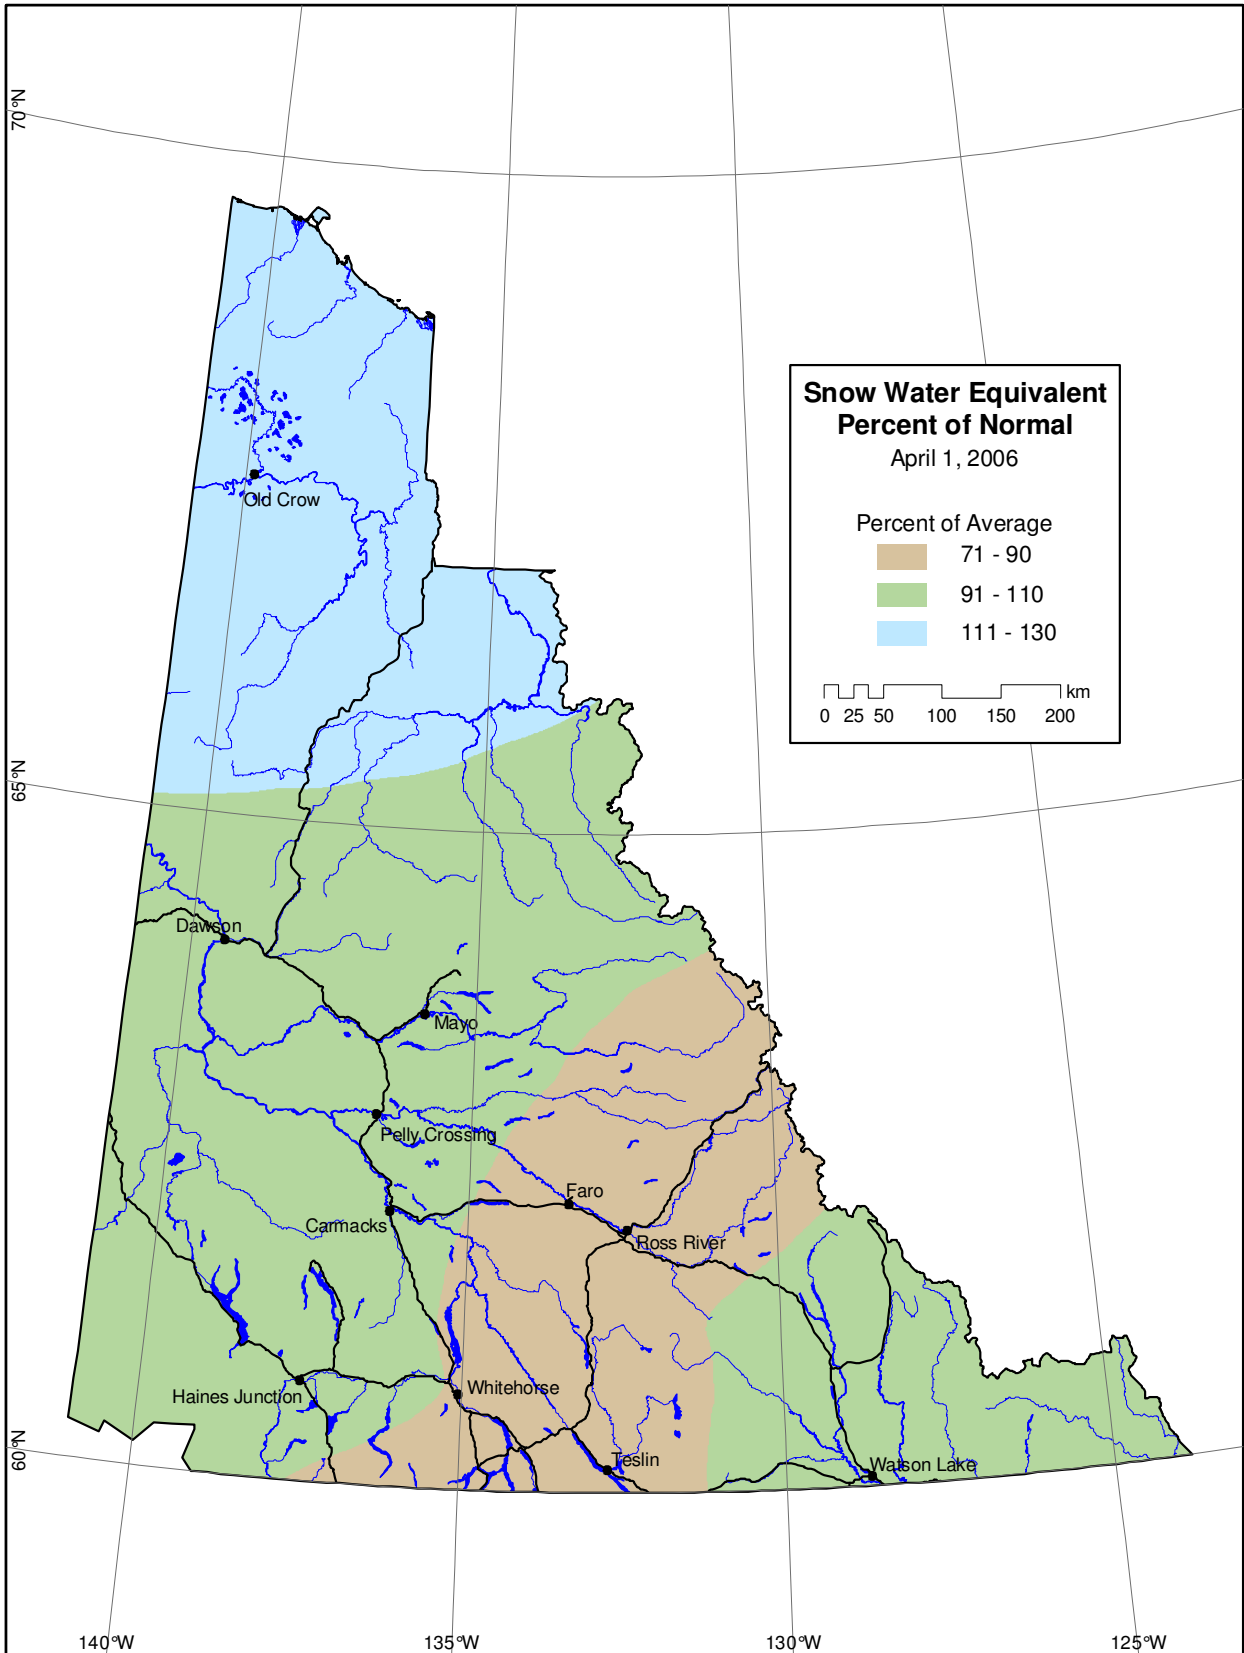 70°N
Snow Water Equivalent
Percent of Normal
April 1, 2006
Old Crow
Percent of Average
71 - 90
91 - 110
111 - 130
km
0 25 50 100 150 200
65°N
Dawson
Mayo
Pelly Crossing
Faro
Carmacks
Ross River
Whitehorse
Haines Junction
Teslin
Watson Lake
60°N
140°W 135°W 130°W 125°W